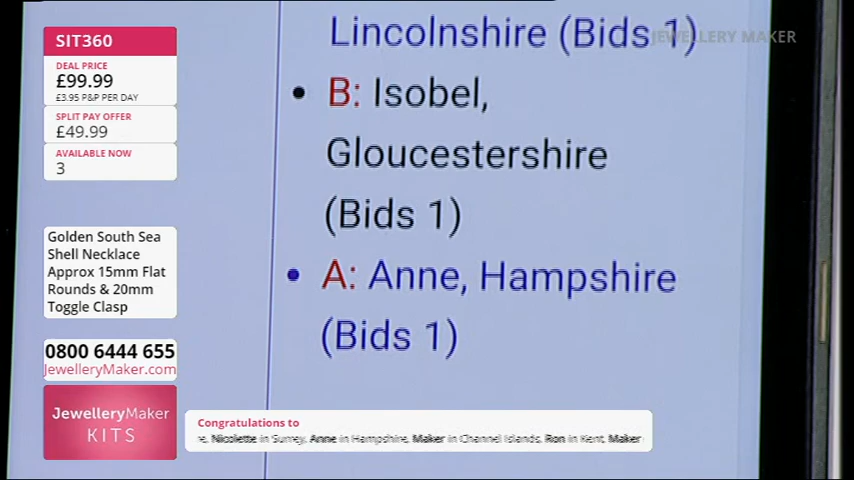 SIT360
DEAL PRICE
£99.99
£3.95 P&P PER DAY
SPLIT PAY OFFER
£49.99
AVAILABLE NOW
3
Golden South Sea
Shell Necklace
Approx 15mm Flat
Rounds & 20mm
Toggle Clasp
0800 6444 655
JewelleryMaker.com
JewelleryMaker
KITS
JEWELLERY MAKER
Lincolnshire (Bids 1)
• B: Isobel,
Gloucestershire
(Bids 1)
• A: Anne, Hampshire
(Bids 1)
Congratulations to
Nicolette in Surrey, Anne in Hampshire, Maker in Channel Islands, Ron in Kent, Maker